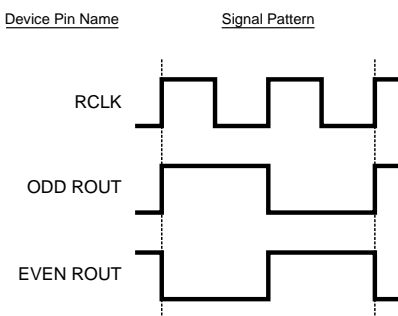 Device Pin Name Signal Pattern
RCLK
ODD ROUT
EVEN ROUT